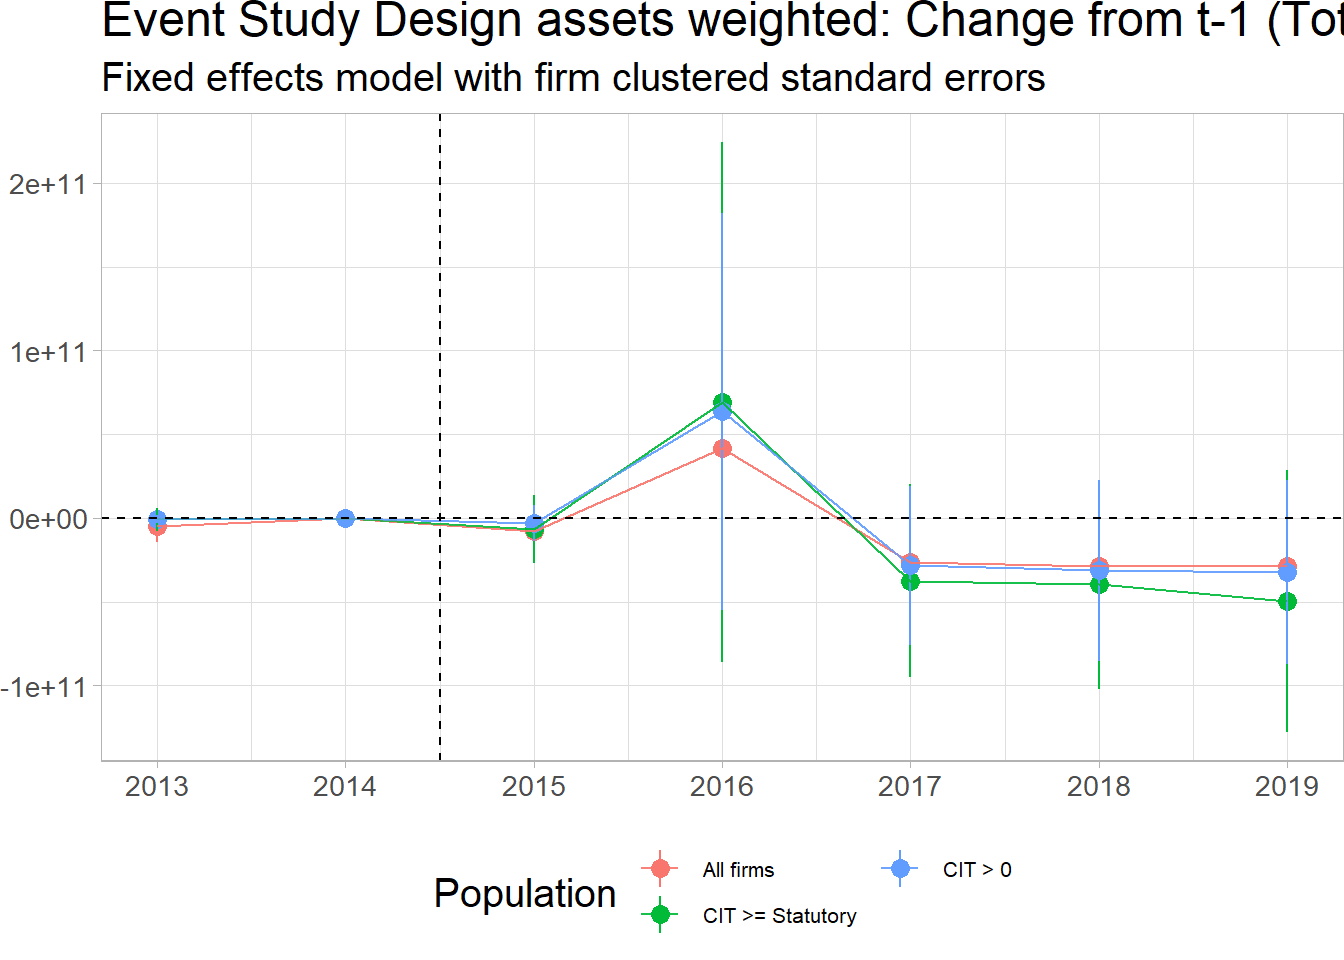 Event Study Design assets weighted: Change from t-1 (Tot
Fixed effects model with firm clustered standard errors
2e+11
1e+11
0e+00
-1e+11
2013 2014 2015 2016 2017 2018 2019
Population
All firms
CIT > 0
CIT >= Statutory